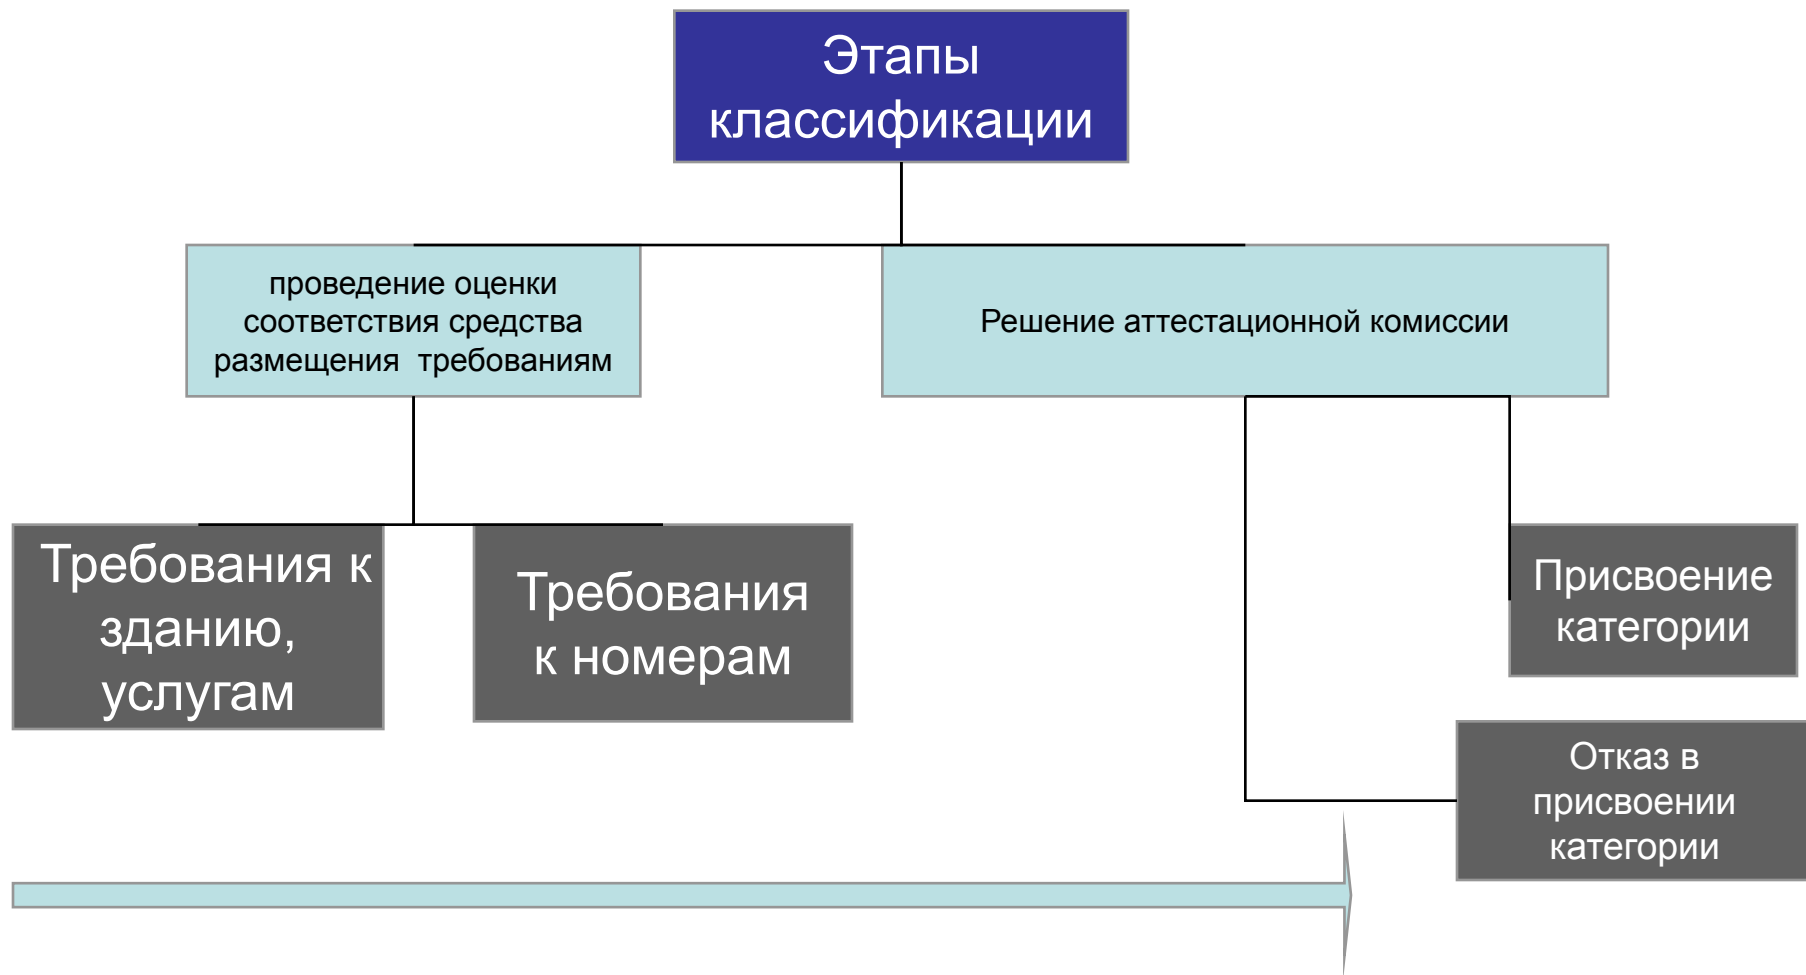 Этапы
классификации
проведение оценки
соответствия средства
размещения требованиям
Решение аттестационной комиссии
Требования к
зданию,
услугам
Требования
к номерам
Присвоение
категории
Отказ в
присвоении
категории